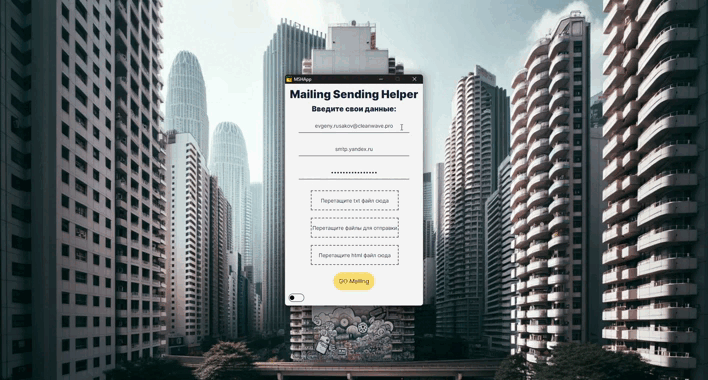 MSHApp
Mailing Sending Helper
Введите свои данные:
evgeny.rusakov@cleanwave.pro
smtp.yandex.ru
••••••••••••••••
Перетащите txt файл сюда
Перетащите файлы для отправки
Перетащите html файл сюда
GO Mailing